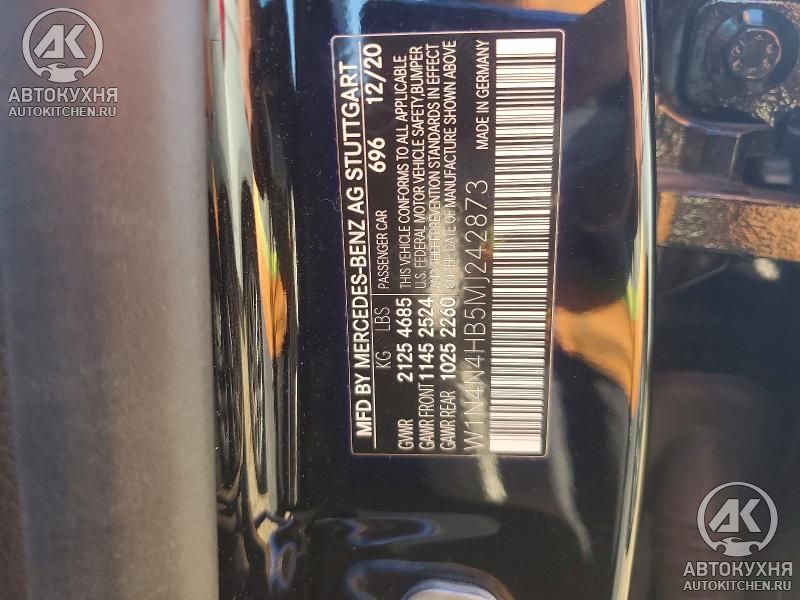 АВТОКУХНЯ
AUTOKITCHEN.RU
MFD BY MERCEDES-BENZ AG STUTTGART
696 12/20
KG LBS PASSENGER CAR
GVWR 2125 4685 THIS VEHICLE CONFORMS TO ALL APPLICABLE
U.S. FEDERAL MOTOR VEHICLE SAFETY, BUMPER
GAWR FRONT 1145 2524 AND THEFT PREVENTION STANDARDS IN EFFECT
GAWR REAR 1025 2260 ON THE DATE OF MANUFACTURE SHOWN ABOVE
MADE IN GERMANY
W1N4N4HB5MJ242873
АВТОКУХНЯ
AUTOKITCHEN.RU